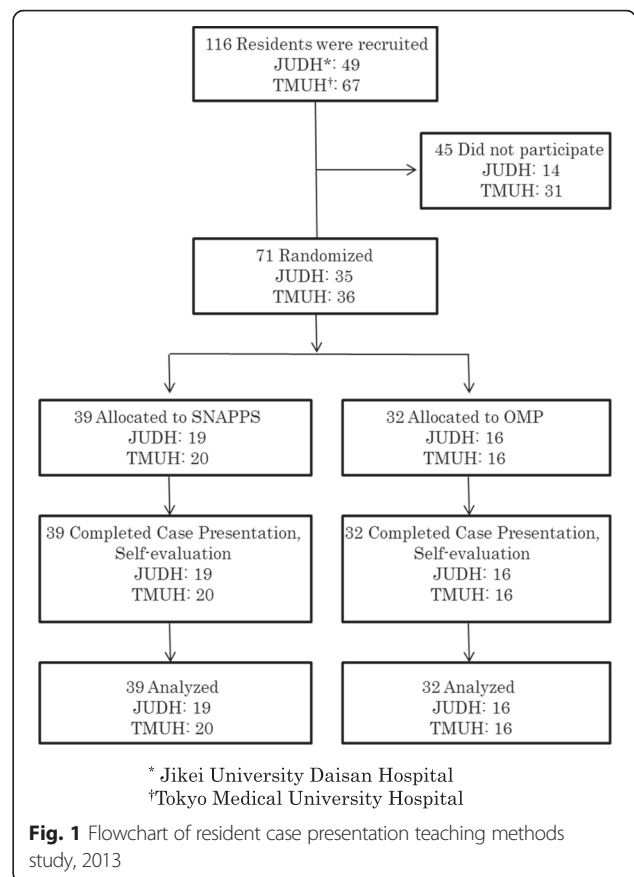 116 Residents were recruited
JUDH*: 49
TMUH†: 67
45 Did not participate
JUDH: 14
TMUH: 31
71 Randomized
JUDH: 35
TMUH: 36
39 Allocated to SNAPPS
JUDH: 19
TMUH: 20
32 Allocated to OMP
JUDH: 16
TMUH: 16
39 Completed Case Presentation,
Self-evaluation
JUDH: 19
TMUH: 20
32 Completed Case Presentation,
Self-evaluation
JUDH: 16
TMUH: 16
39 Analyzed
JUDH: 19
TMUH: 20
32 Analyzed
JUDH: 16
TMUH: 16
* Jikei University Daisan Hospital
†Tokyo Medical University Hospital
Fig. 1 Flowchart of resident case presentation teaching methods
study, 2013